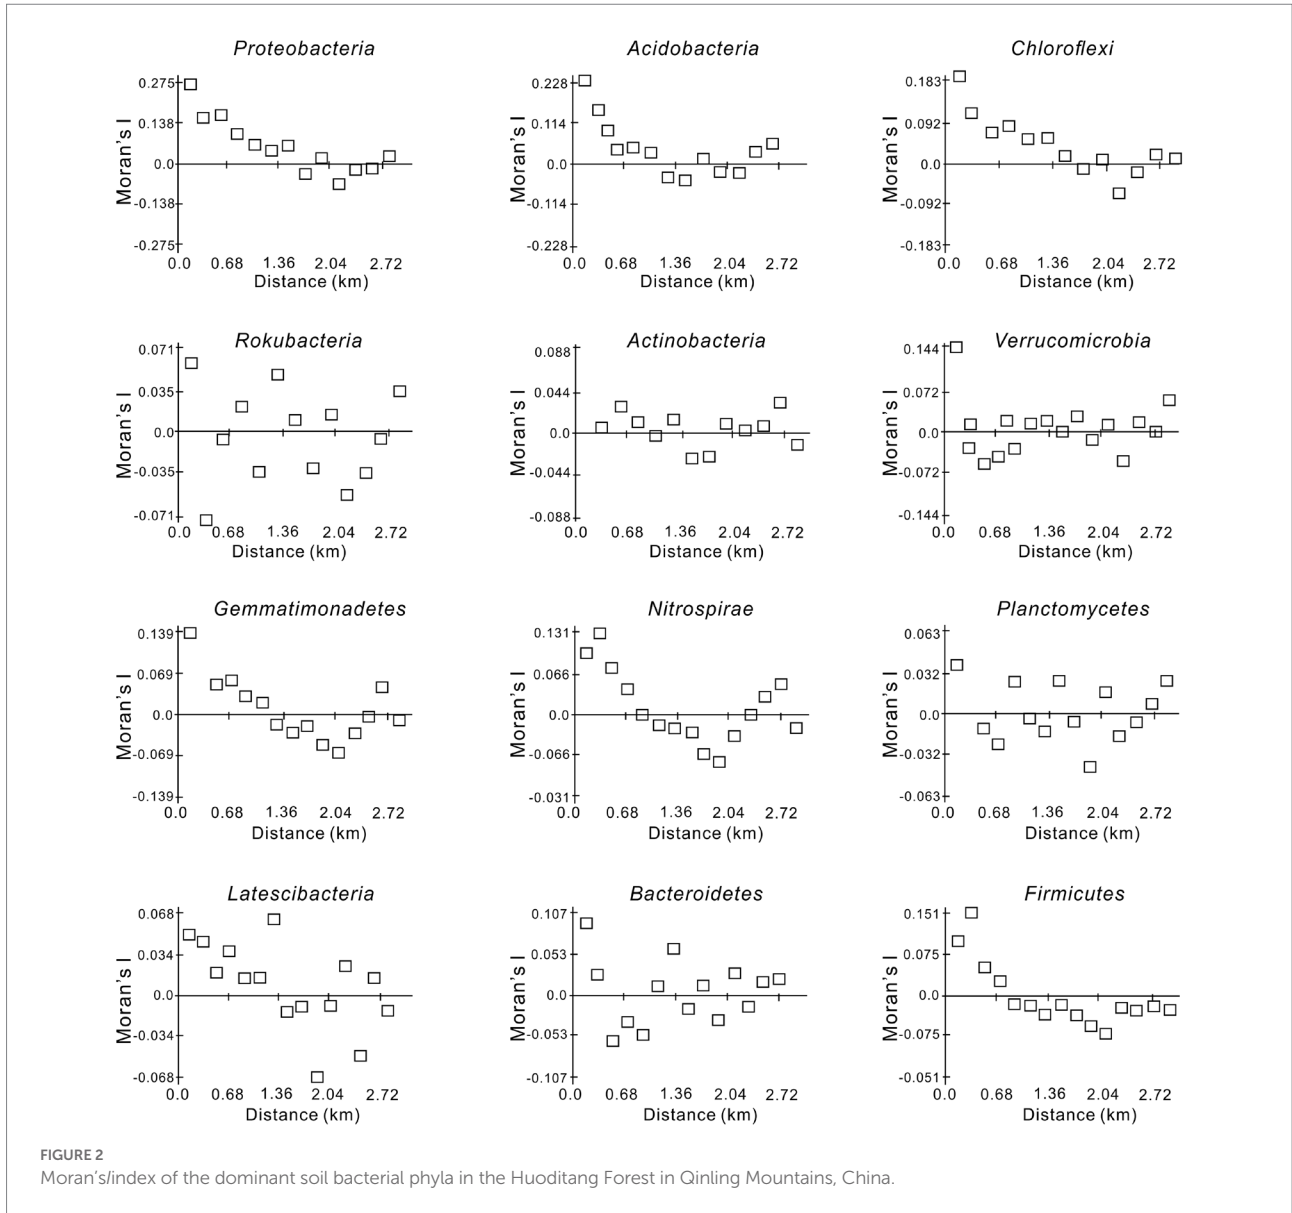 Proteobacteria
Acidobacteria
Chloroflexi
Moran's I
0.275
0.138
0.0
-0.138
-0.275
0.0 0.68 1.36 2.04 2.72
Distance (km)
Moran's I
0.228
0.114
0.0
-0.114
-0.228
0.0 0.68 1.36 2.04 2.72
Distance (km)
Moran's I
0.183
0.092
0.0
-0.092
-0.183
0.0 0.68 1.36 2.04 2.72
Distance (km)
Rokubacteria
Actinobacteria
Verrucomicrobia
Moran's I
0.071
0.035
0.0
-0.035
-0.071
0.0 0.68 1.36 2.04 2.72
Distance (km)
Moran's I
0.088
0.044
0.0
-0.044
-0.088
0.0 0.68 1.36 2.04 2.72
Distance (km)
Moran's I
0.144
0.072
0.0
-0.072
-0.144
0.0 0.68 1.36 2.04 2.72
Distance (km)
Gemmatimonadetes
Nitrospirae
Planctomycetes
Moran's I
0.139
0.069
0.0
-0.069
-0.139
0.0 0.68 1.36 2.04 2.72
Distance (km)
Moran's I
0.131
0.066
0.0
-0.066
-0.031
0.0 0.68 1.36 2.04 2.72
Distance (km)
Moran's I
0.063
0.032
0.0
-0.032
-0.063
0.0 0.68 1.36 2.04 2.72
Distance (km)
Latescibacteria
Bacteroidetes
Firmicutes
Moran's I
0.068
0.034
0.0
-0.034
-0.068
0.0 0.68 1.36 2.04 2.72
Distance (km)
Moran's I
0.107
0.053
0.0
-0.053
-0.107
0.0 0.68 1.36 2.04 2.72
Distance (km)
Moran's I
0.151
0.075
0.0
-0.075
-0.051
0.0 0.68 1.36 2.04 2.72
Distance (km)
FIGURE 2
Moran'sIindex of the dominant soil bacterial phyla in the Huoditang Forest in Qinling Mountains, China.